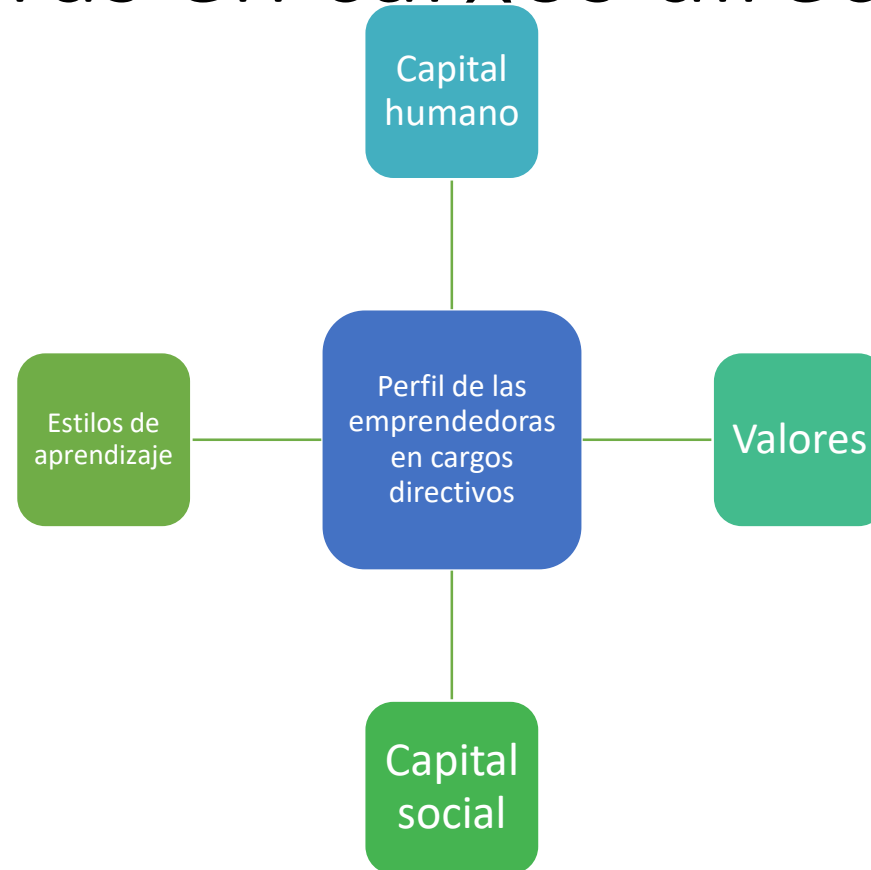 Capital
humano
Estilos de
aprendizaje
Perfil de las
emprendedoras
en cargos
directivos
Valores
Capital
social